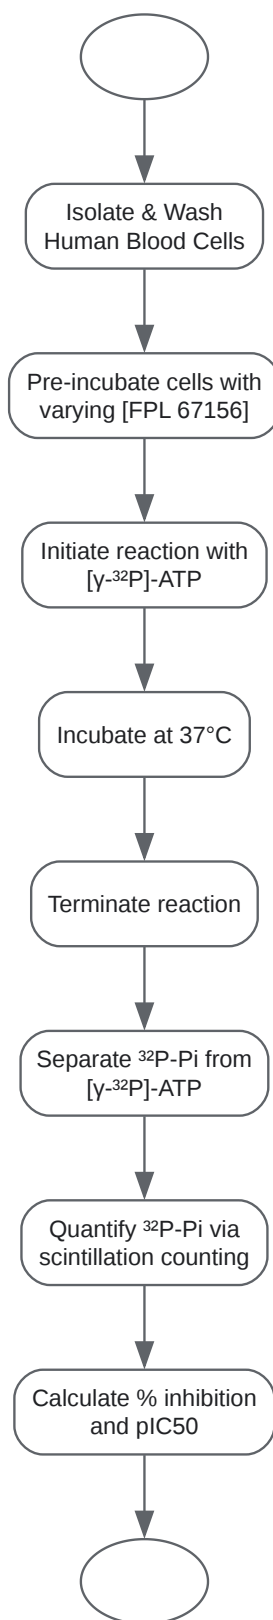 Isolate & Wash
Human Blood Cells
Pre-incubate cells with
varying [FPL 67156]
Initiate reaction with
[γ-³²P]-ATP
Incubate at 37°C
Terminate reaction
Separate ³²P-Pi from
[γ-³²P]-ATP
Quantify ³²P-Pi via
scintillation counting
Calculate % inhibition
and pIC50